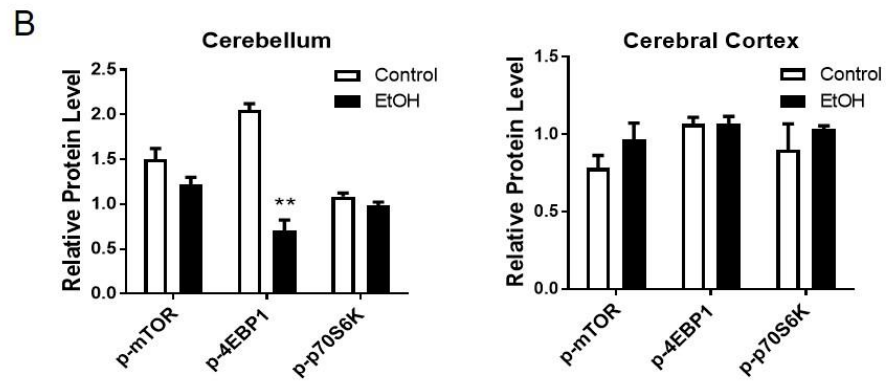 B
Cerebellum
Relative Protein Level
2.5
2.0
1.5
1.0
0.5
0.0
Control
EtOH
**
p-mTOR
p-4EBP1
p-p70S6K
Cerebral Cortex
Relative Protein Level
1.5
1.0
0.5
0.0
Control
EtOH
p-mTOR
p-4EBP1
p-p70S6K